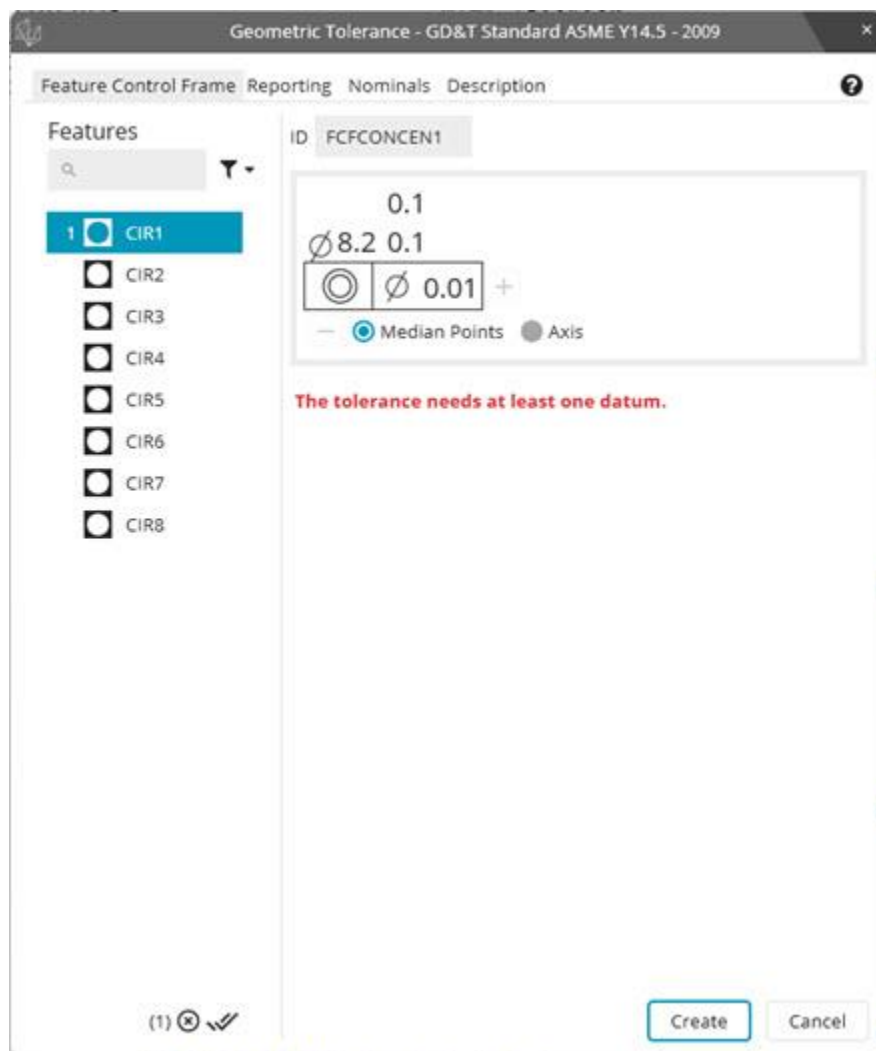 Geometric Tolerance - GD&T Standard ASME Y14.5 - 2009
Feature Control Frame Reporting Nominals Description
Features
ID FCFCONCEN1
0.1
⌀8.2 0.1
◎ ⌀ 0.01 +
Median Points Axis
The tolerance needs at least one datum.
1 CIR1
CIR2
CIR3
CIR4
CIR5
CIR6
CIR7
CIR8
(1)
Create Cancel